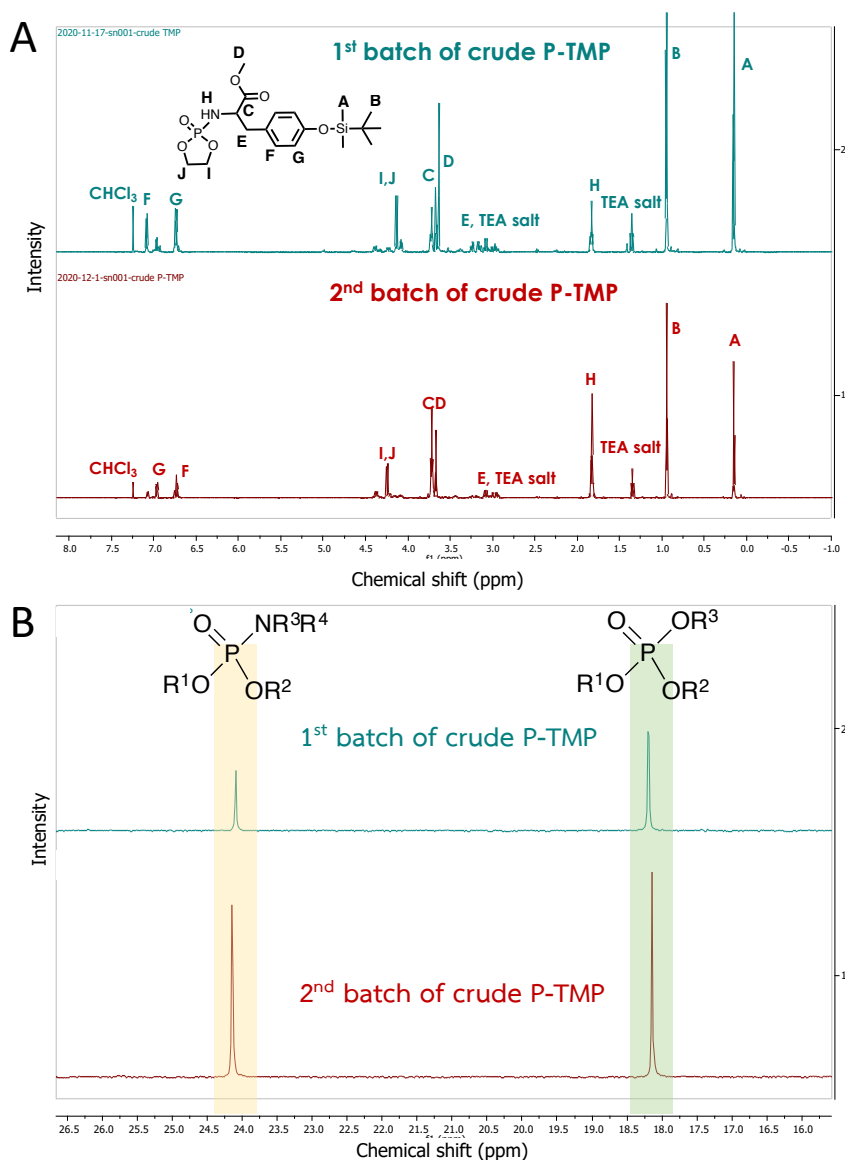 A
2020-11-17-sn001-crude TMP
1st batch of crude P-TMP
D
O
O
H
O
HN
C
A
B
O
P
O
O
E
O
Si
F
G
J
I
B
A
CHCl3
F
G
I,J
C
D
E, TEA salt
H
TEA salt
2
Intensity
2020-12-1-sn001-crude P-TMP
2nd batch of crude P-TMP
B
A
H
CD
CHCl3
G
F
I,J
E, TEA salt
TEA salt
1
8.0 7.5 7.0 6.5 6.0 5.5 5.0 4.5 4.0 3.5 3.0 2.5 2.0 1.5 1.0 0.5 0.0 -0.5 -1.0
Chemical shift (ppm)
B
O NR3R4
P
R1O OR2
O OR3
P
R1O OR2
1st batch of crude P-TMP
2
Intensity
2nd batch of crude P-TMP
1
26.5 26.0 25.5 25.0 24.5 24.0 23.5 23.0 22.5 22.0 21.5 21.0 20.5 20.0 19.5 19.0 18.5 18.0 17.5 17.0 16.5 16.0
Chemical shift (ppm)